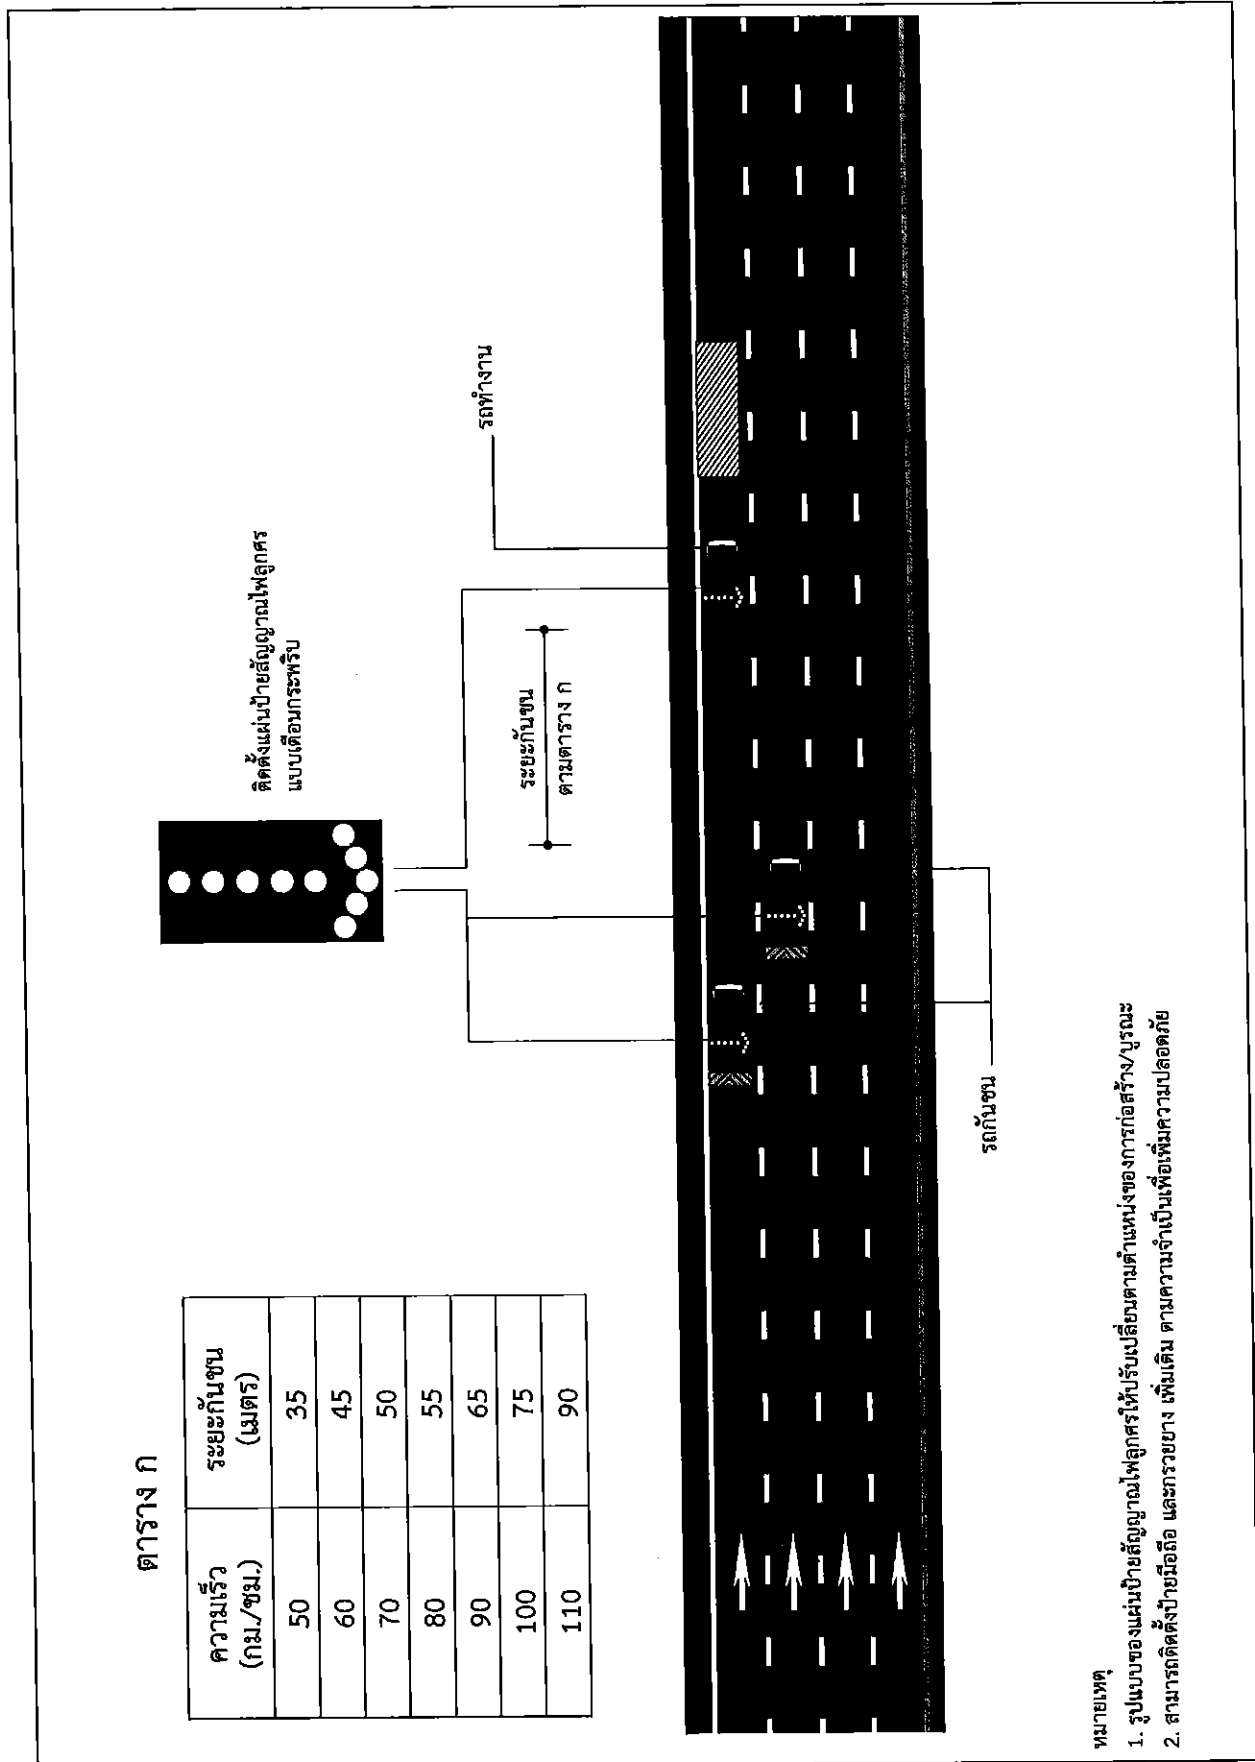 ตาราง ก
ความเร็ว (กม./ชม.) ระยะกันชน (เมตร)
50 35
60 45
70 50
80 55
90 65
100 75
110 90
ติดตั้งแผ่นป้ายสัญญาณไฟลูกศร
แบบเตือนกระพริบ
รถทำงาน
ระยะกันชน
ตามตาราง ก
รถกันชน
หมายเหตุ
1. รูปแบบของแผ่นป้ายสัญญาณไฟลูกศรให้ปรับเปลี่ยนตามตำแหน่งของการก่อสร้าง/บูรณะ
2. สามารถติดตั้งป้ายมือถือ และกรวยยาง เพิ่มเติม ตามความจำเป็นเพื่อเพิ่มความปลอดภัย